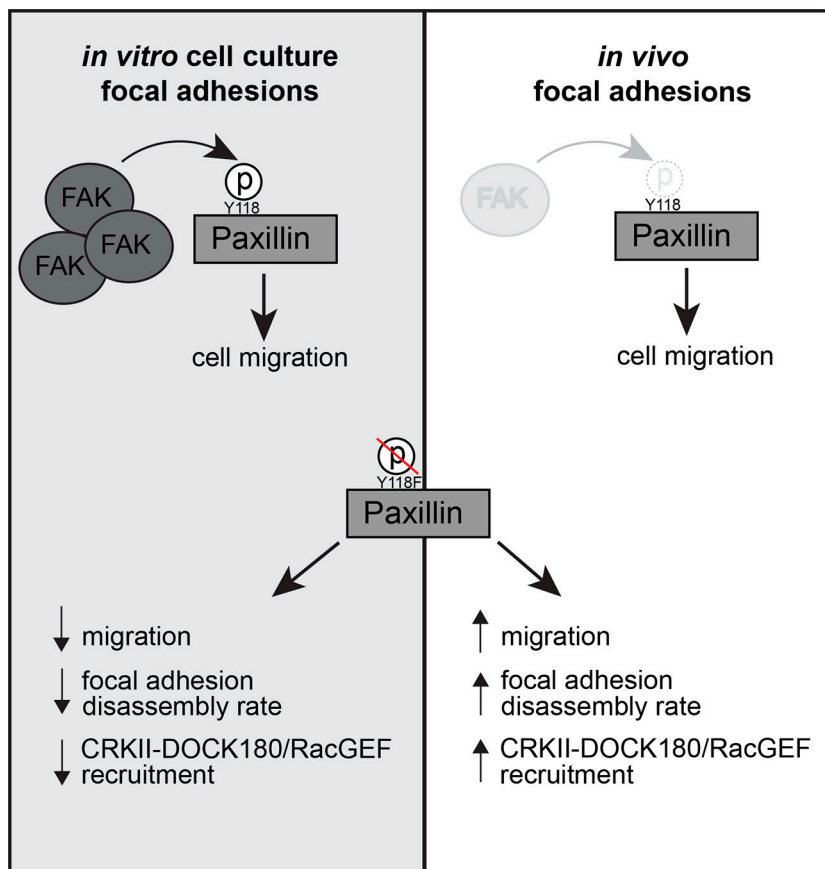 in vitro cell culture
focal adhesions
FAK
FAK
FAK
p
Y118
Paxillin
cell migration
in vivo
focal adhesions
FAK
p
Y118
Paxillin
cell migration
p
Y118F
Paxillin
migration
focal adhesion
disassembly rate
CRKII-DOCK180/RacGEF
recruitment
migration
focal adhesion
disassembly rate
CRKII-DOCK180/RacGEF
recruitment